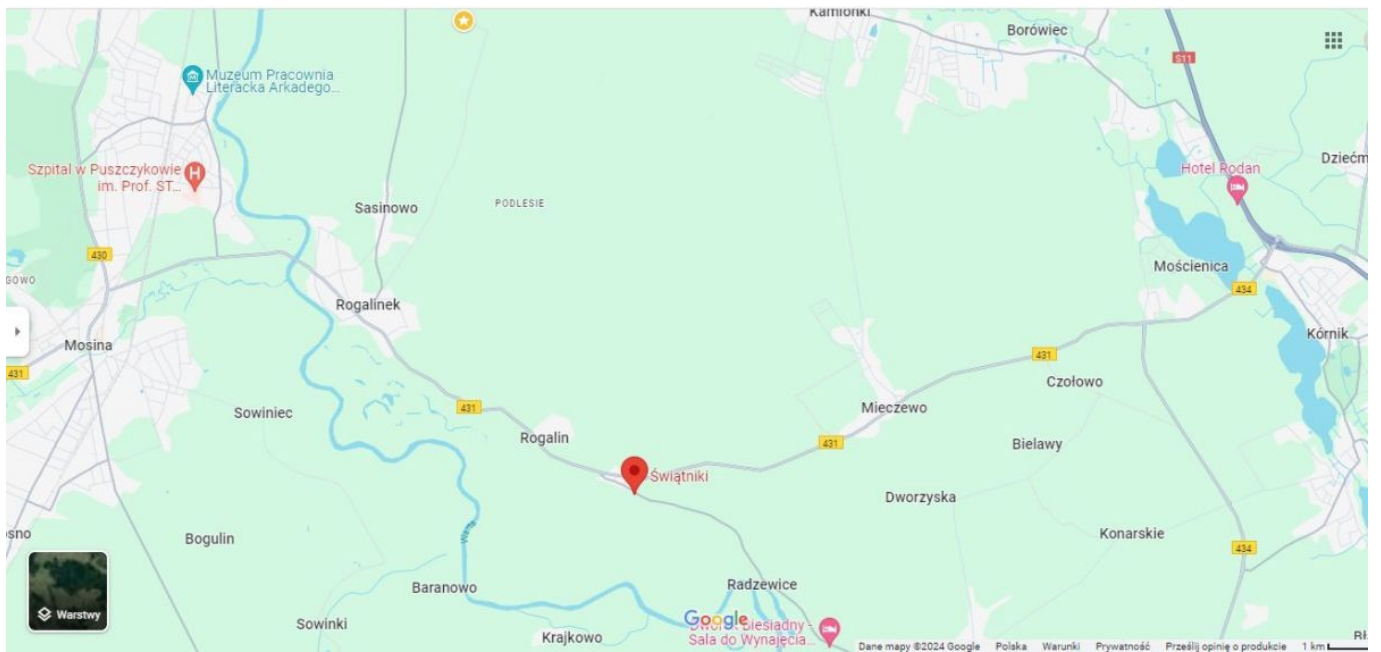 Kamionki
Borówiec
S11
Muzeum Pracownia
Literacka Arkadego...
Szpital w Puszczykowie
im. Prof. ST...
Hotel Rodan
Dziećm
Sasinowo
PODLESIE
430
GOWO
Mościenica
434
Rogalinek
Kórnik
Mosina
431
431
Czołowo
Sowiniec
431
Mieczewo
Rogalin
431
Bielawy
Świątniki
Dworzyska
osno
Bogulin
Warta
Konarskie
434
Baranowo
Radzewice
Warstwy
Sowinki
Krajkowo
Google
Biesiadny -
Sala do Wynajęcia...
Dane mapy ©2024 Google Polska Warunki Prywatność Prześlij opinię o produkcie 1 km